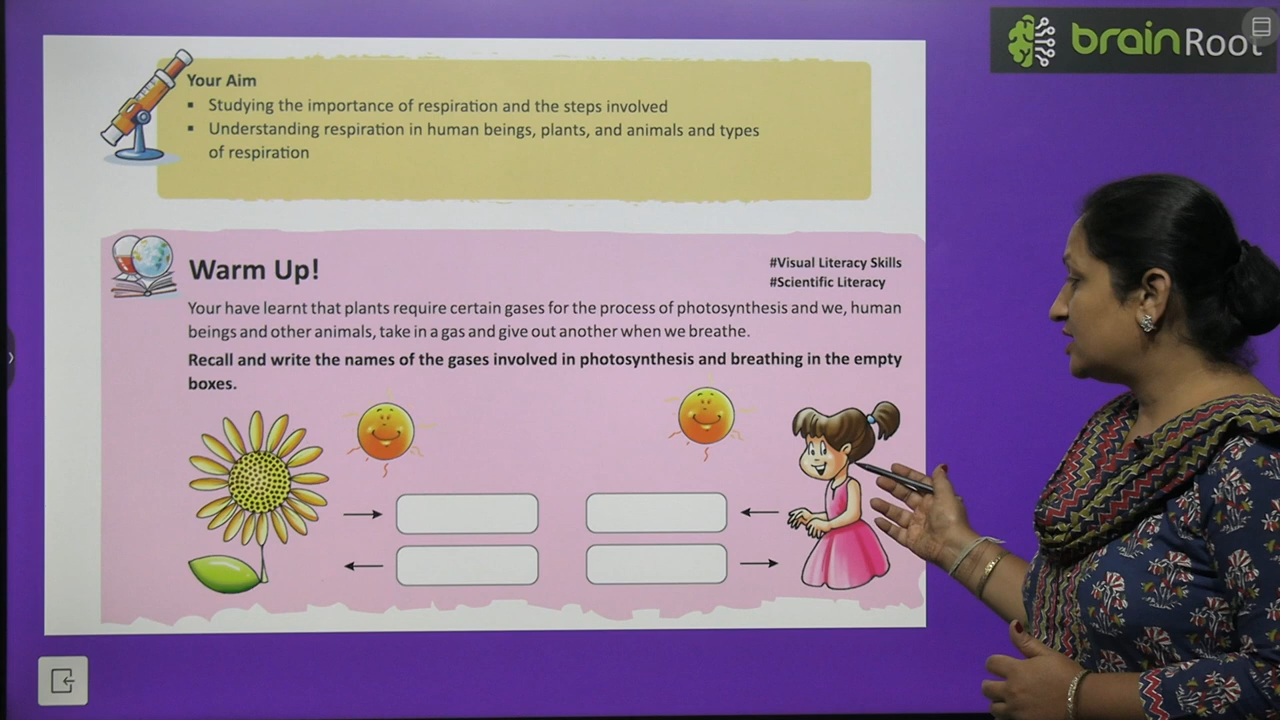 brainRoot
Your Aim
▪ Studying the importance of respiration and the steps involved
▪ Understanding respiration in human beings, plants, and animals and types
of respiration
Warm Up!
#Visual Literacy Skills
#Scientific Literacy
Your have learnt that plants require certain gases for the process of photosynthesis and we, human
beings and other animals, take in a gas and give out another when we breathe.
Recall and write the names of the gases involved in photosynthesis and breathing in the empty
boxes.